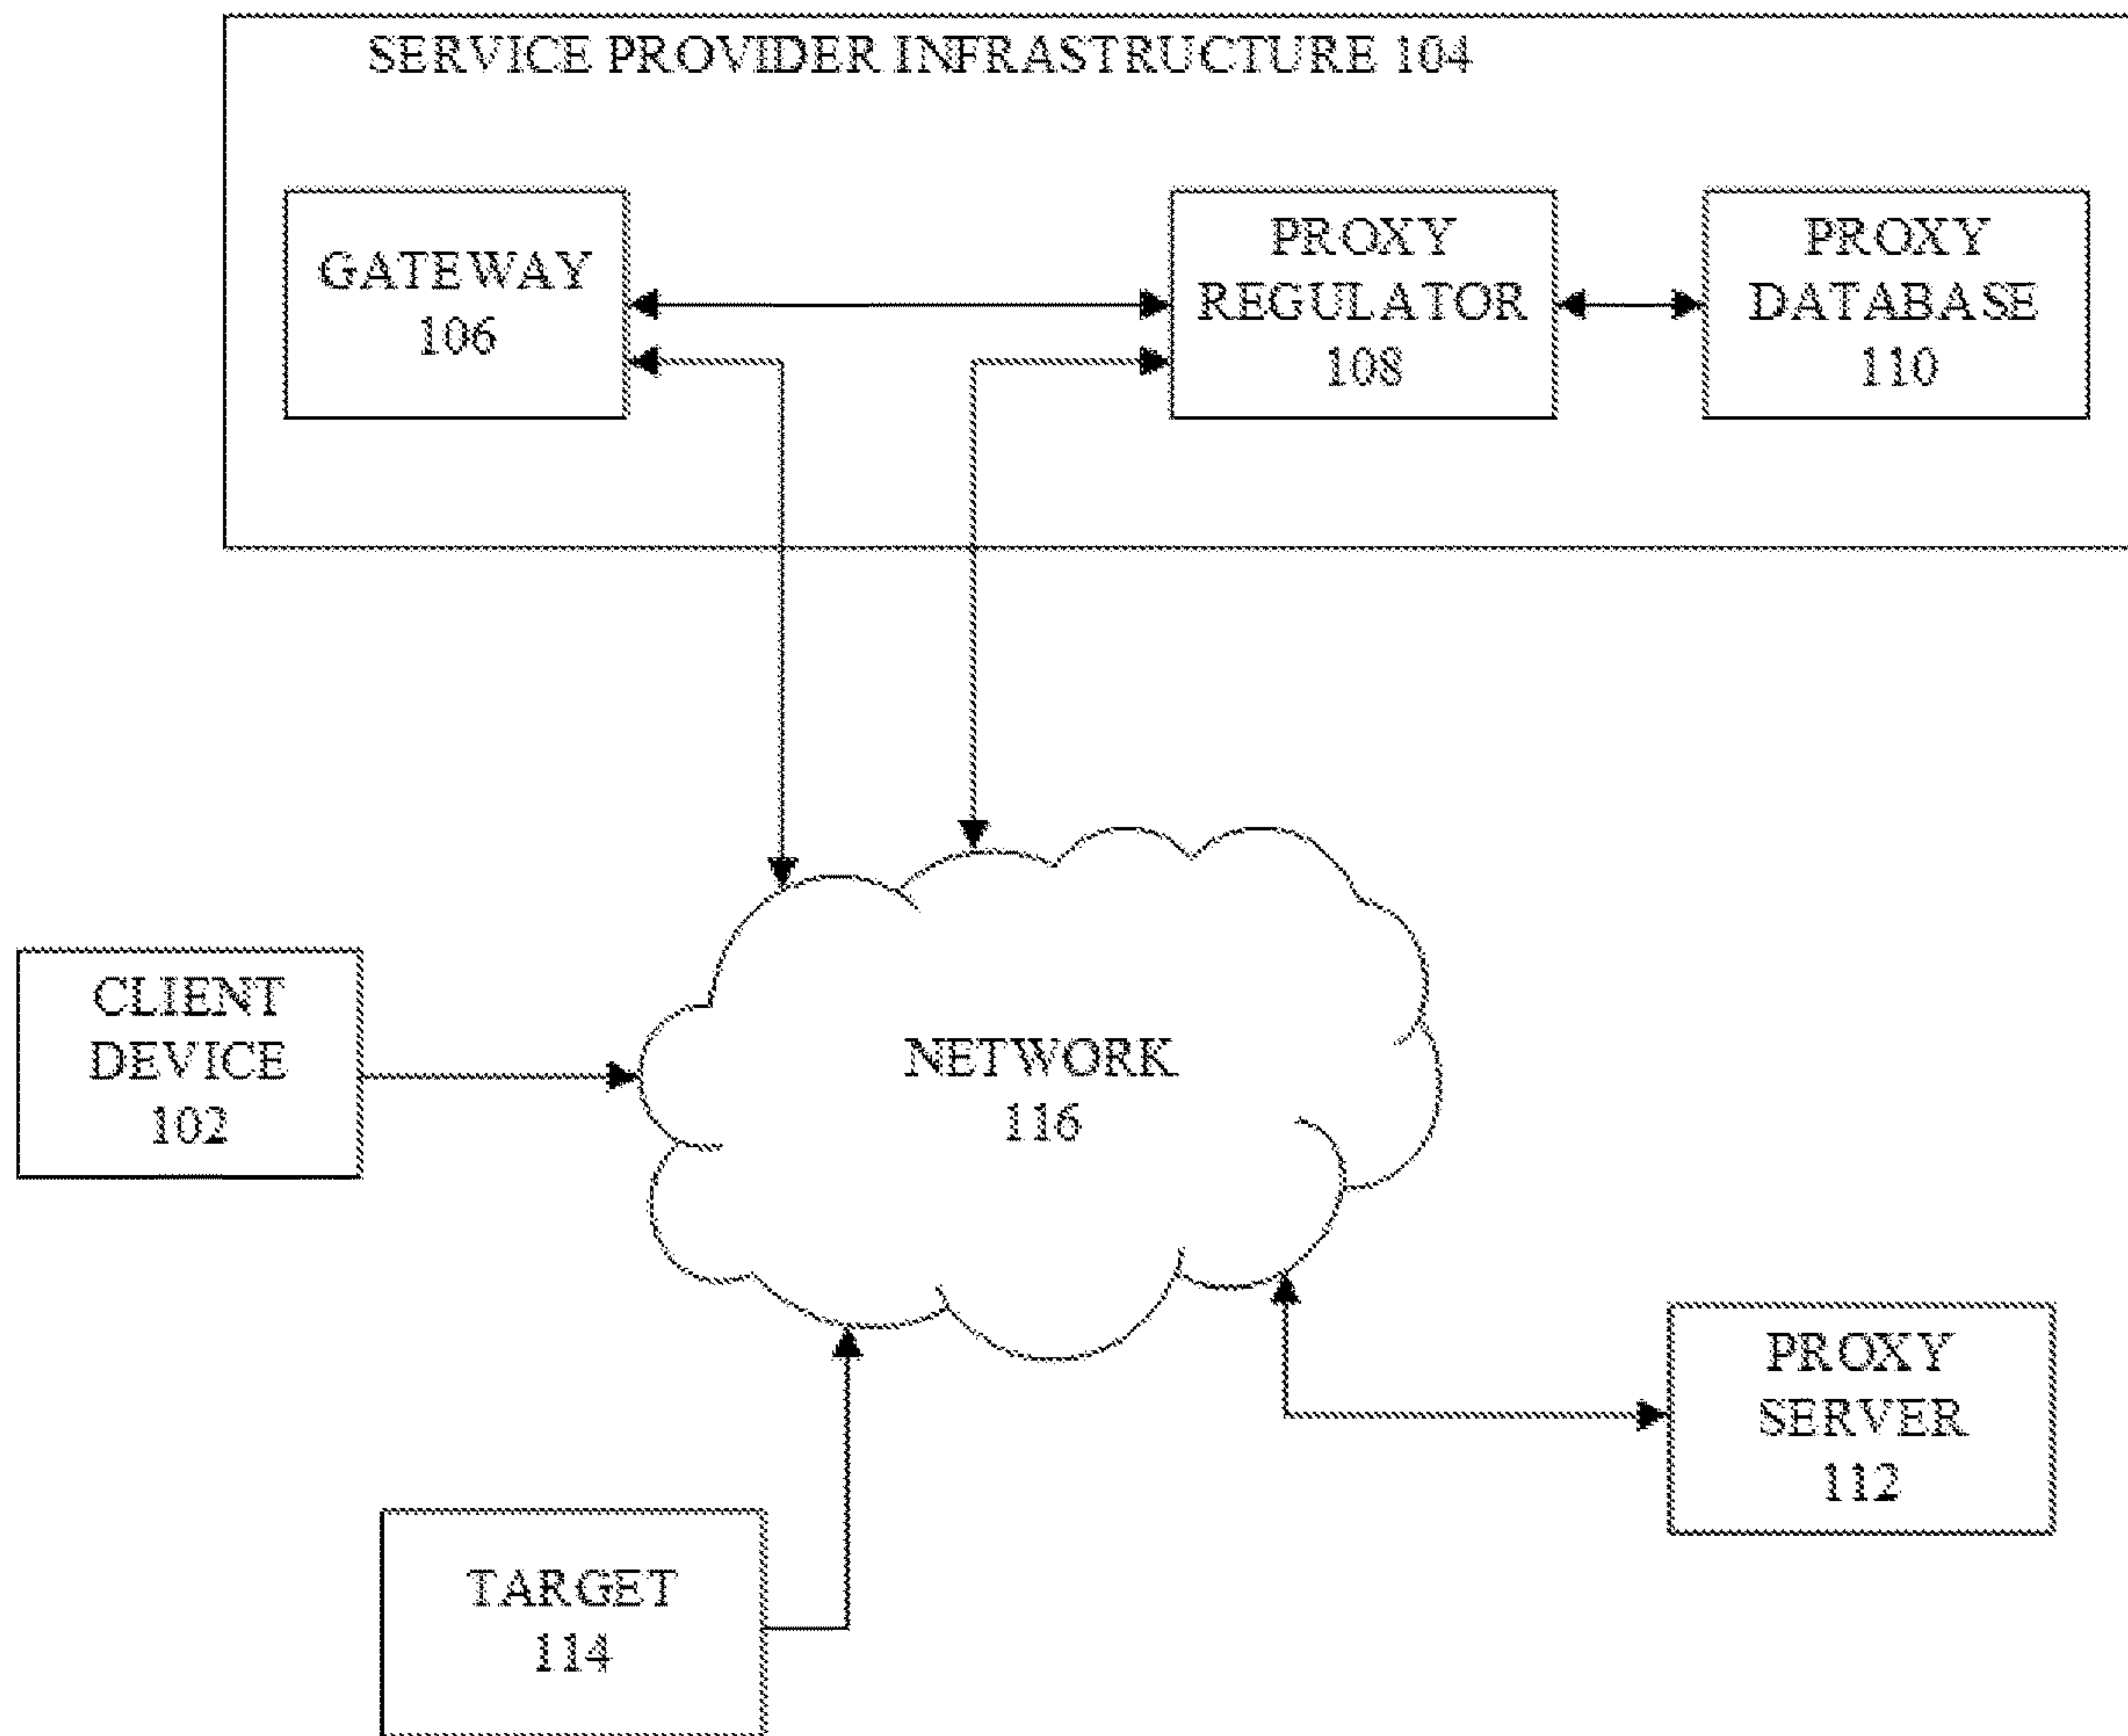 SERVICE PROVIDER INFRASTRUCTURE 104
GATEWAY
106
PROXY
REGULATOR
108
PROXY
DATABASE
110
CLIENT
DEVICE
102
NETWORK
116
PROXY
SERVER
112
TARGET
114